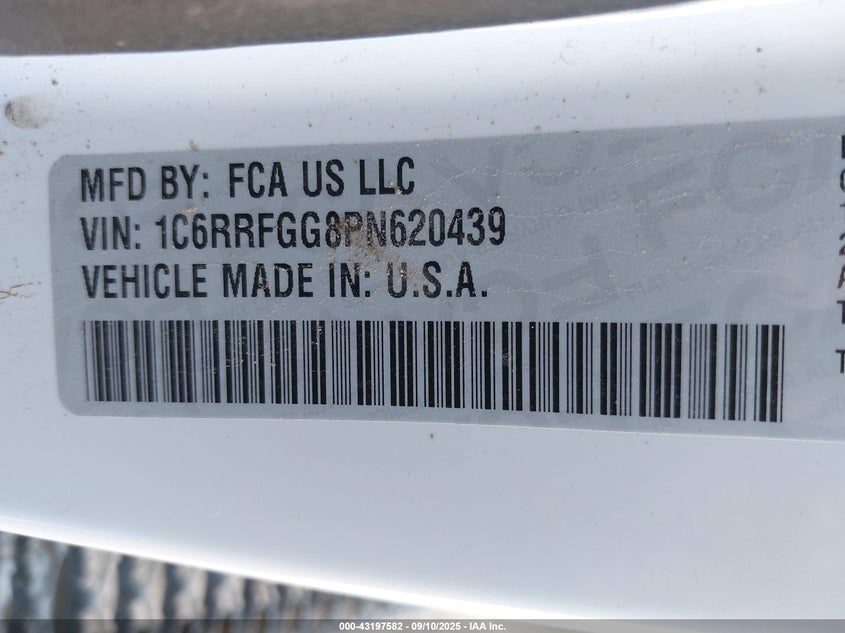 MFD BY: FCA US LLC
VIN: 1C6RRFGG8PN620439
VEHICLE MADE IN: U.S.A.
000-43197582 - 09/10/2025 - IAA Inc.